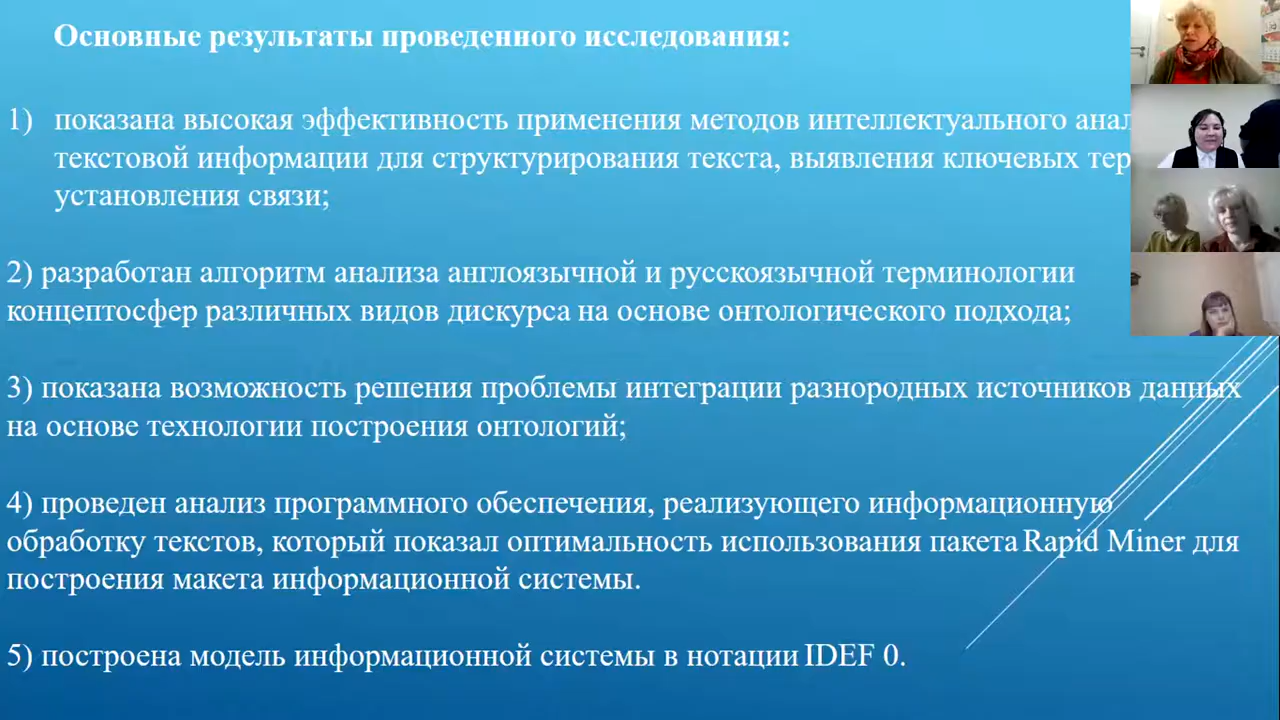 Основные результаты проведенного исследования:
1) показана высокая эффективность применения методов интеллектуального
текстовой информации для структурирования текста, выявления ключевых
установления связи;
2) разработан алгоритм анализа англоязычной и русскоязычной терминологии
концептосфер различных видов дискурса на основе онтологического подхода;
3) показана возможность решения проблемы интеграции разнородных источников данных
на основе технологии построения онтологий;
4) проведен анализ программного обеспечения, реализующего информационную
обработку текстов, который показал оптимальность использования пакета Rapid Miner для
построения макета информационной системы.
5) построена модель информационной системы в нотации IDEF 0.